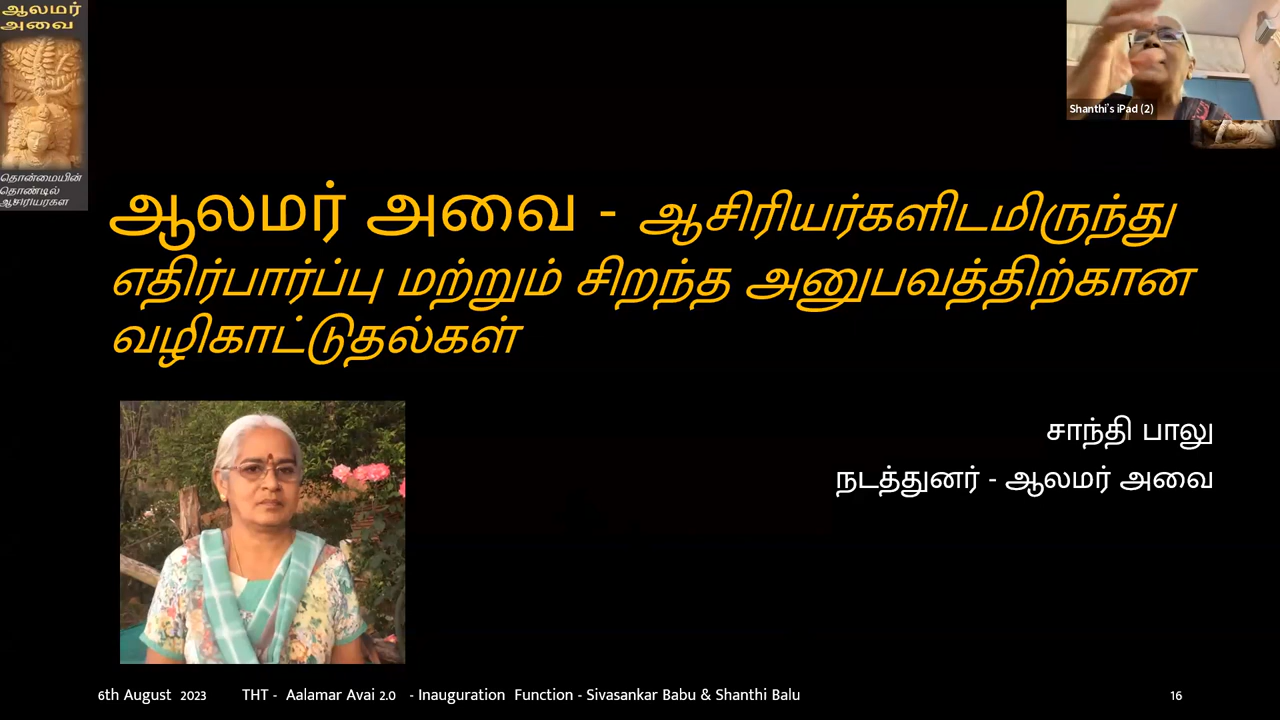 ஆலமர்
அவை
தொன்மையின்
தொண்டில்
ஆசிரியர்கள்
Shanthi's iPad (2)
ஆலமர் அவை - ஆசிரியர்களிடமிருந்து
எதிர்பார்ப்பு மற்றும் சிறந்த அனுபவத்திற்கான
வழிகாட்டுதல்கள்
சாந்தி பாலு
நடத்துனர் - ஆலமர் அவை
6th August 2023 THT - Aalamar Avai 2.0 - Inauguration Function - Sivasankar Babu & Shanthi Balu 16